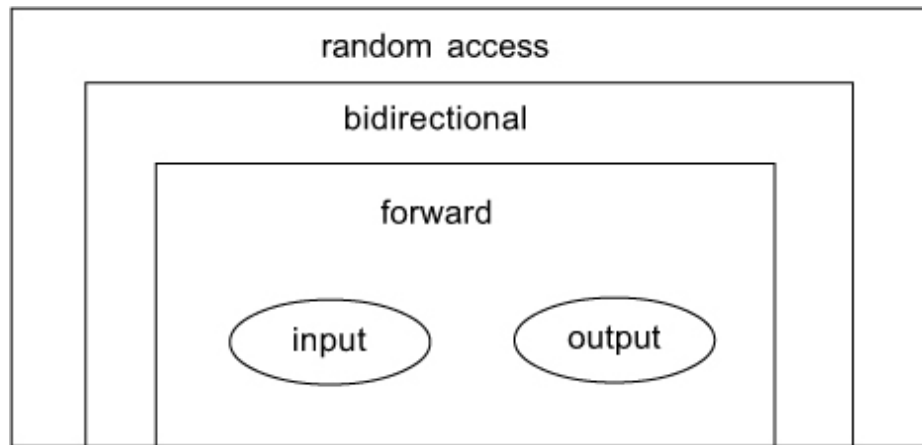 random access
bidirectional
forward
input
output